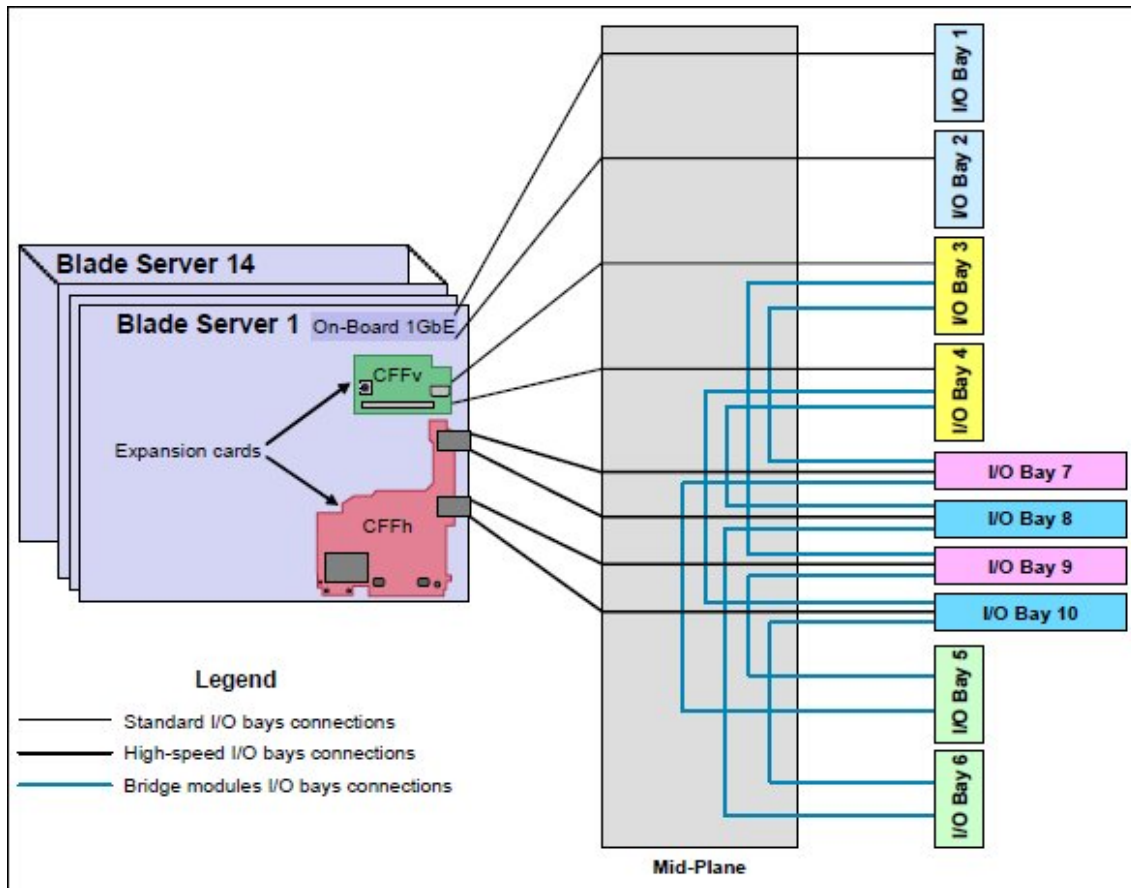 I/O Bay 1
I/O Bay 2
I/O Bay 3
I/O Bay 4
Blade Server 14
Blade Server 1
On-Board 1GbE
CFFv
Expansion cards
CFFh
I/O Bay 7
I/O Bay 8
I/O Bay 9
I/O Bay 10
I/O Bay 5
I/O Bay 6
Legend
Standard I/O bays connections
High-speed I/O bays connections
Bridge modules I/O bays connections
Mid-Plane